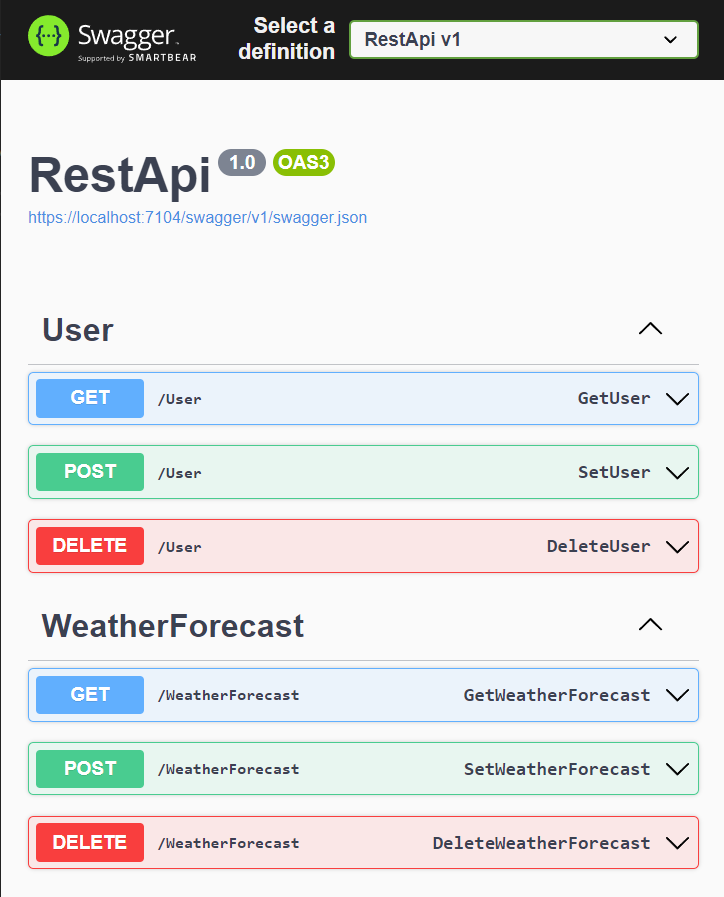 {...} Swagger™
Supported by SMARTBEAR
Select a
definition
RestApi v1
RestApi 1.0 OAS3
https://localhost:7104/swagger/v1/swagger.json
User
GET /User GetUser
POST /User SetUser
DELETE /User DeleteUser
WeatherForecast
GET /WeatherForecast GetWeatherForecast
POST /WeatherForecast SetWeatherForecast
DELETE /WeatherForecast DeleteWeatherForecast